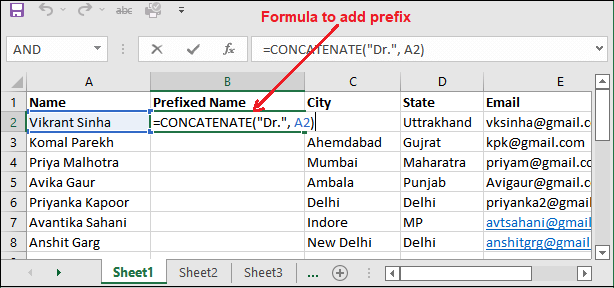 Formula to add prefix
AND =CONCATENATE("Dr.", A2)
A B C D E
1 Name Prefixed Name City State Email
2 Vikrant Sinha =CONCATENATE("Dr.", A2) Uttrakhand vksinha@gmail.com
3 Komal Parekh Ahemdabad Gujrat kpk@gmail.com
4 Priya Malhotra Mumbai Maharatra priyam@gmail.co
5 Avika Gaur Ambala Punjab Avigaur@gmail.c
6 Priyanka Kapoor Delhi Delhi priyanka2@gmail
7 Avantika Sahani Indore MP avtsahani@gmail
8 Anshit Garg New Delhi Delhi anshitgrg@gmail
Sheet1 Sheet2 Sheet3 ...